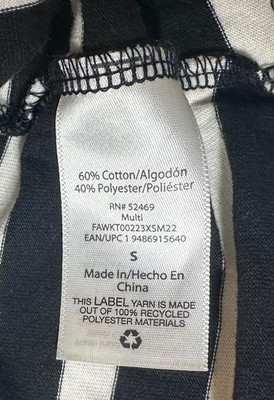 60% Cotton/Algodón
40% Polyester/Poliéster
RN# 52469
Multi
FAWKT00223XSM22
EAN/UPC 1 9486915640
S
Made In/Hecho En
China
THIS LABEL YARN IS MADE
OUT OF 100% RECYCLED
POLYESTER MATERIALS